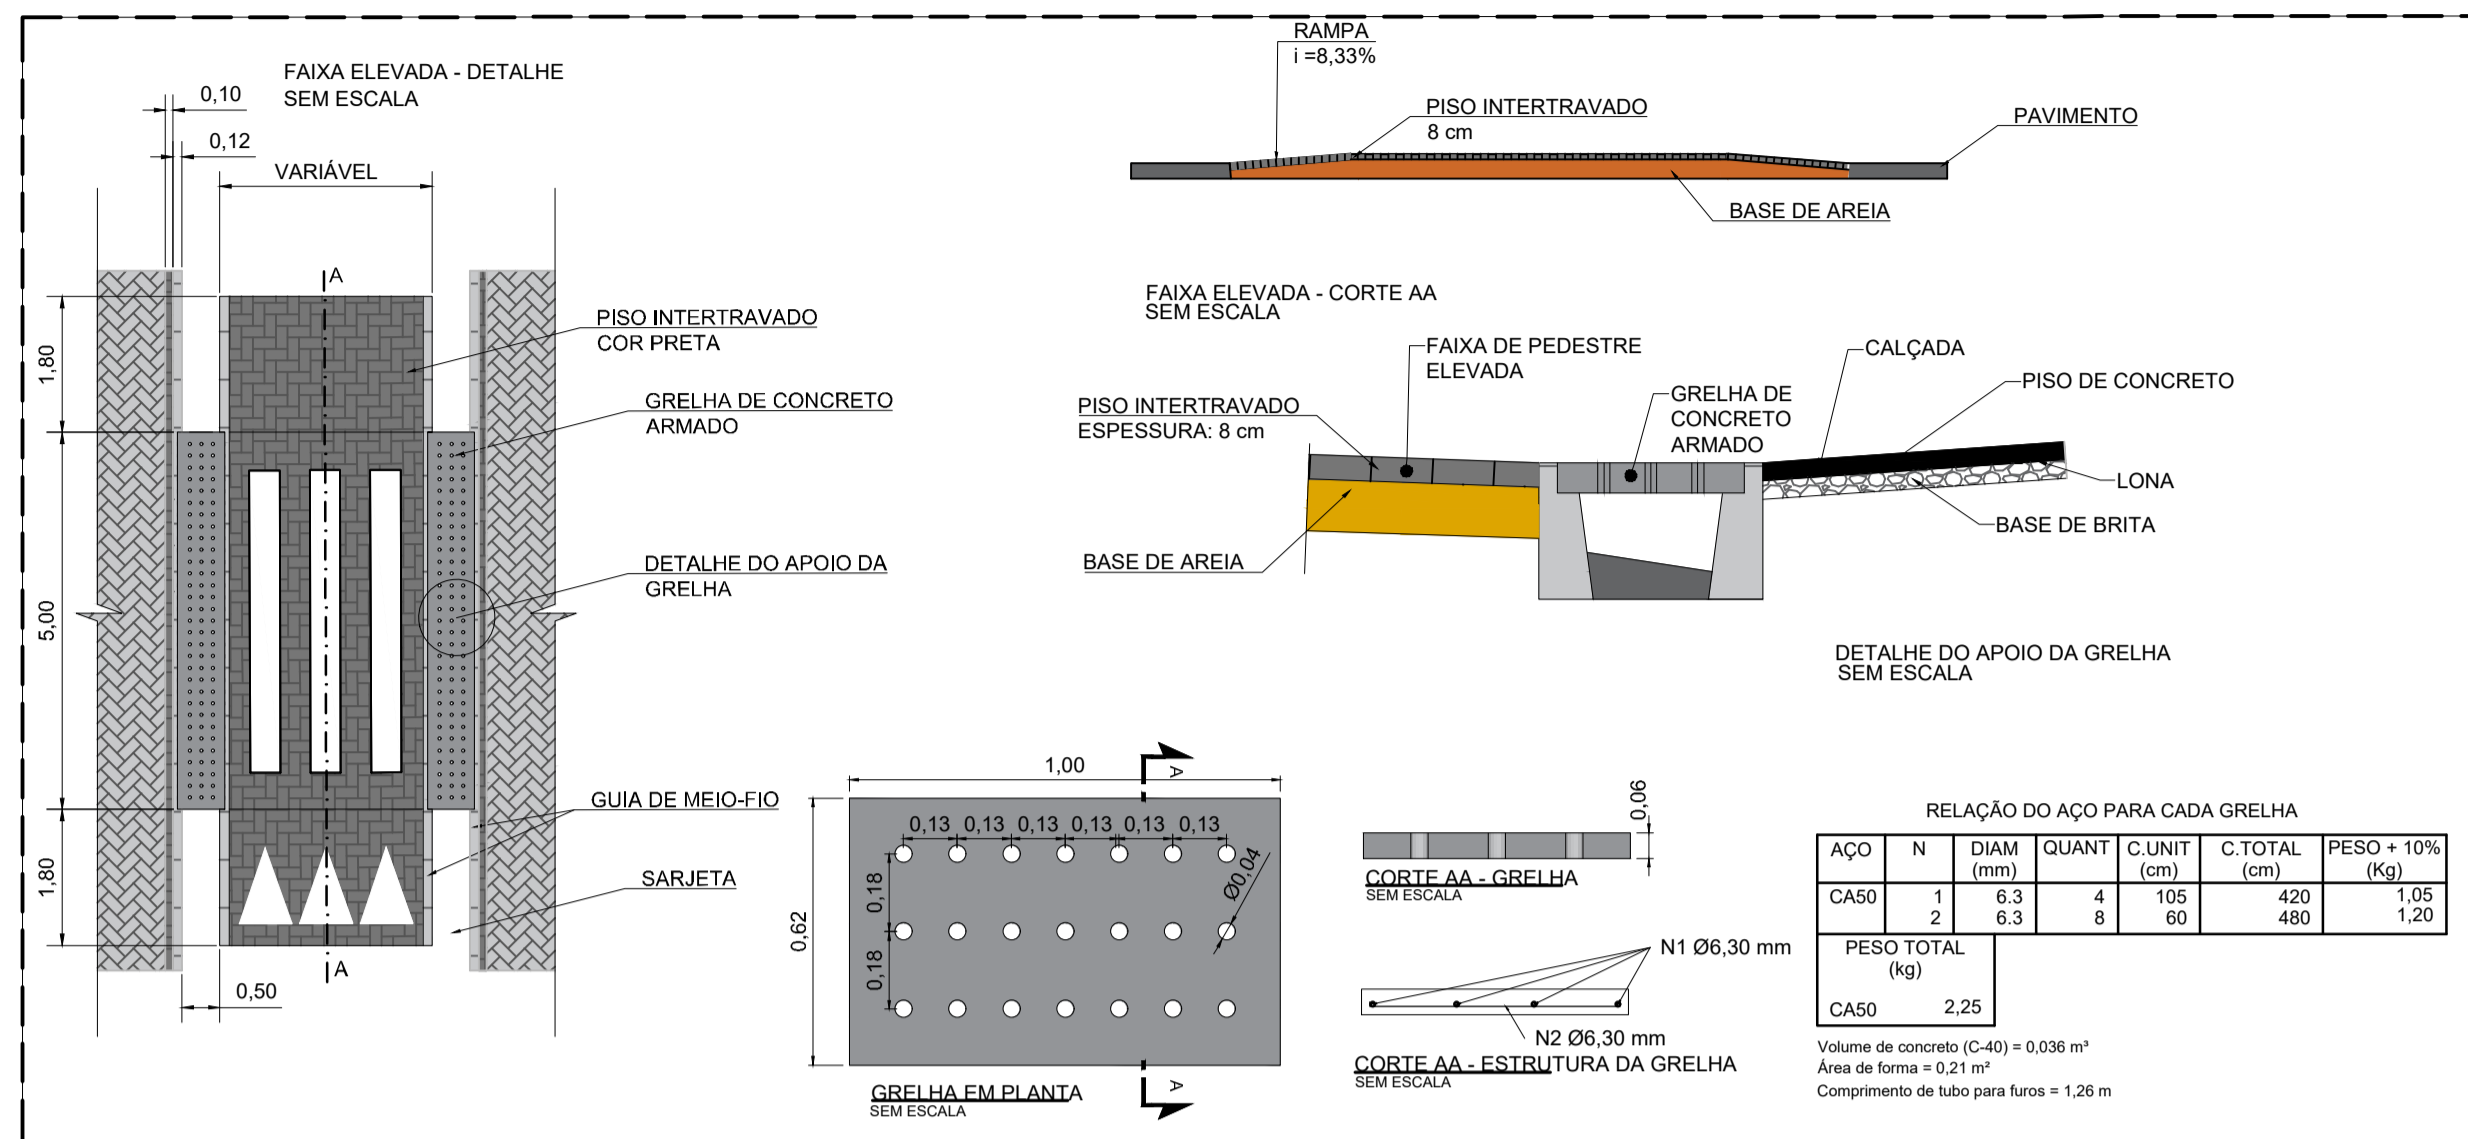 FAIXA ELEVADA - DETALHE
SEM ESCALA
0,10
0,12
VARIÁVEL
A
1,80
5,00
1,80
PISO INTERTRAVADO
COR PRETA
GRELHA DE CONCRETO
ARMADO
DETALHE DO APOIO DA
GRELHA
GUIA DE MEIO-FIO
SARJETA
A
0,50
RAMPA
i =8,33%
PISO INTERTRAVADO
8 cm
PAVIMENTO
BASE DE AREIA
FAIXA ELEVADA - CORTE AA
SEM ESCALA
FAIXA DE PEDESTRE
ELEVADA
CALÇADA
PISO DE CONCRETO
GRELHA DE
CONCRETO
ARMADO
PISO INTERTRAVADO
ESPESSURA: 8 cm
LONA
BASE DE BRITA
BASE DE AREIA
DETALHE DO APOIO DA GRELHA
SEM ESCALA
1,00
A
0,13 0,13 0,13 0,13 0,13 0,13
0,18
0,18
0,62
Ø0,04
A
GRELHA EM PLANTA
SEM ESCALA
0,06
CORTE AA - GRELHA
SEM ESCALA
N1 Ø6,30 mm
N2 Ø6,30 mm
CORTE AA - ESTRUTURA DA GRELHA
SEM ESCALA
RELAÇÃO DO AÇO PARA CADA GRELHA
AÇO N DIAM (mm) QUANT C.UNIT (cm) C.TOTAL (cm) PESO + 10% (Kg)
CA50 1 6.3 4 105 420 1,05
2 6.3 8 60 480 1,20
PESO TOTAL
(kg)
CA50 2,25
Volume de concreto (C-40) = 0,036 m³
Área de forma = 0,21 m²
Comprimento de tubo para furos = 1,26 m